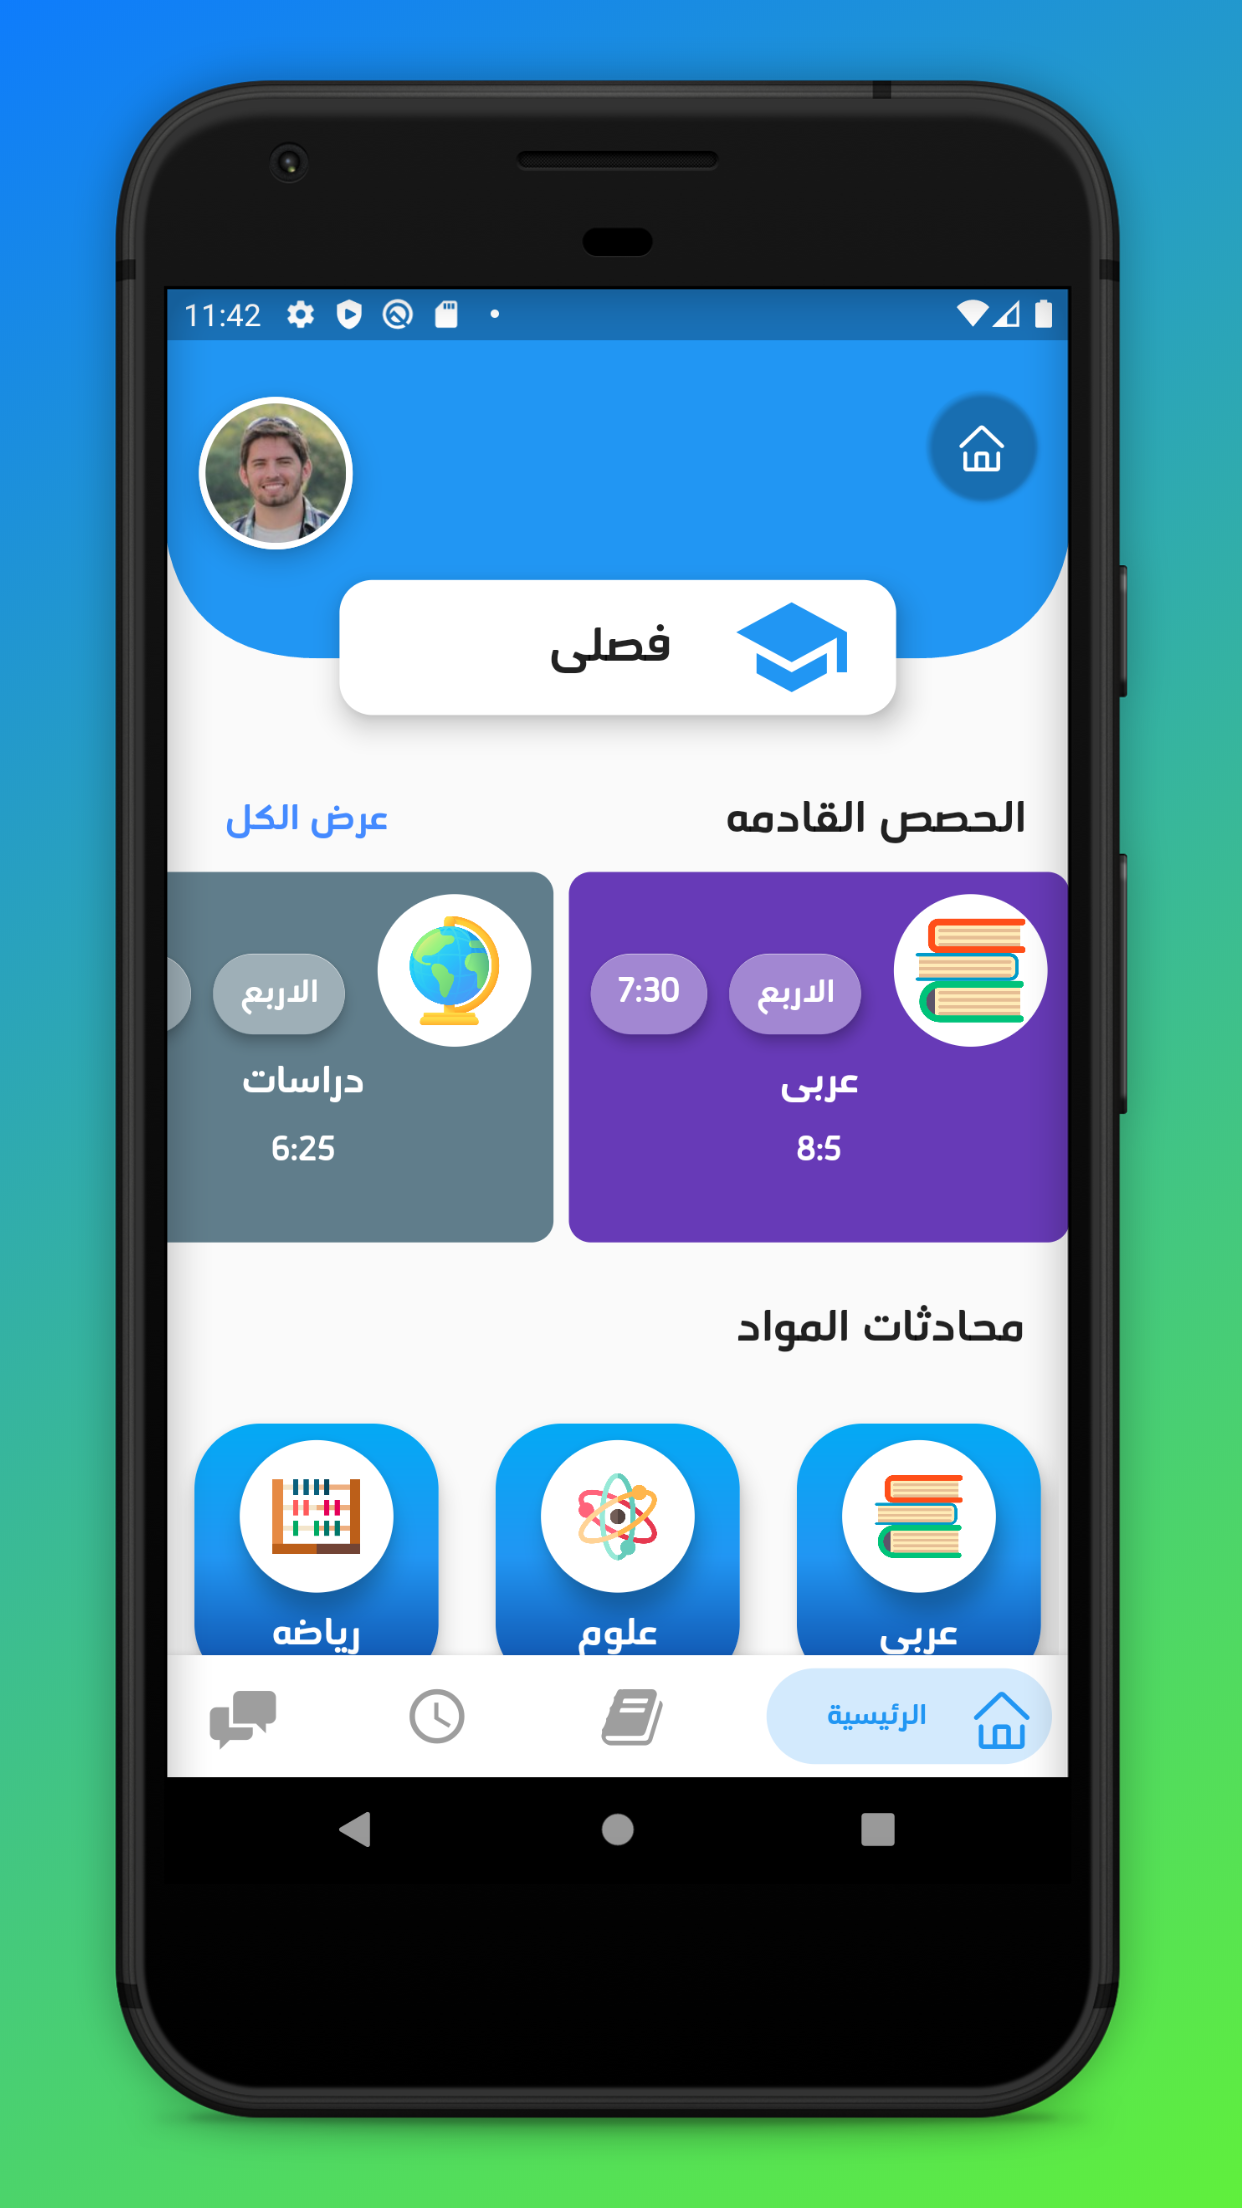 11:42
فصلى
الحصص القادمه
عرض الكل
الاربع
7:30
عربى
8:5
الاربع
دراسات
6:25
محادثات المواد
عربى
علوم
رياضه
الرئيسية